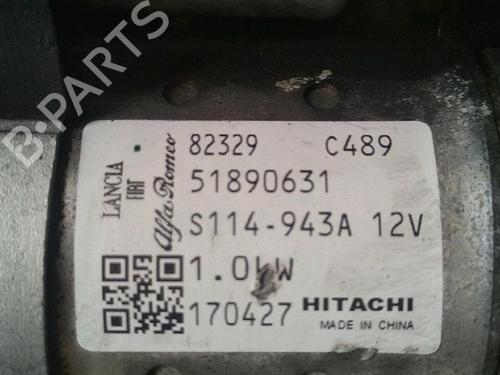 B-PARTS
LANCIA
FIAT
Alfa Romeo
82329 C489
51890631
S114-943A 12V
1.0kW
170427 HITACHI
MADE IN CHINA